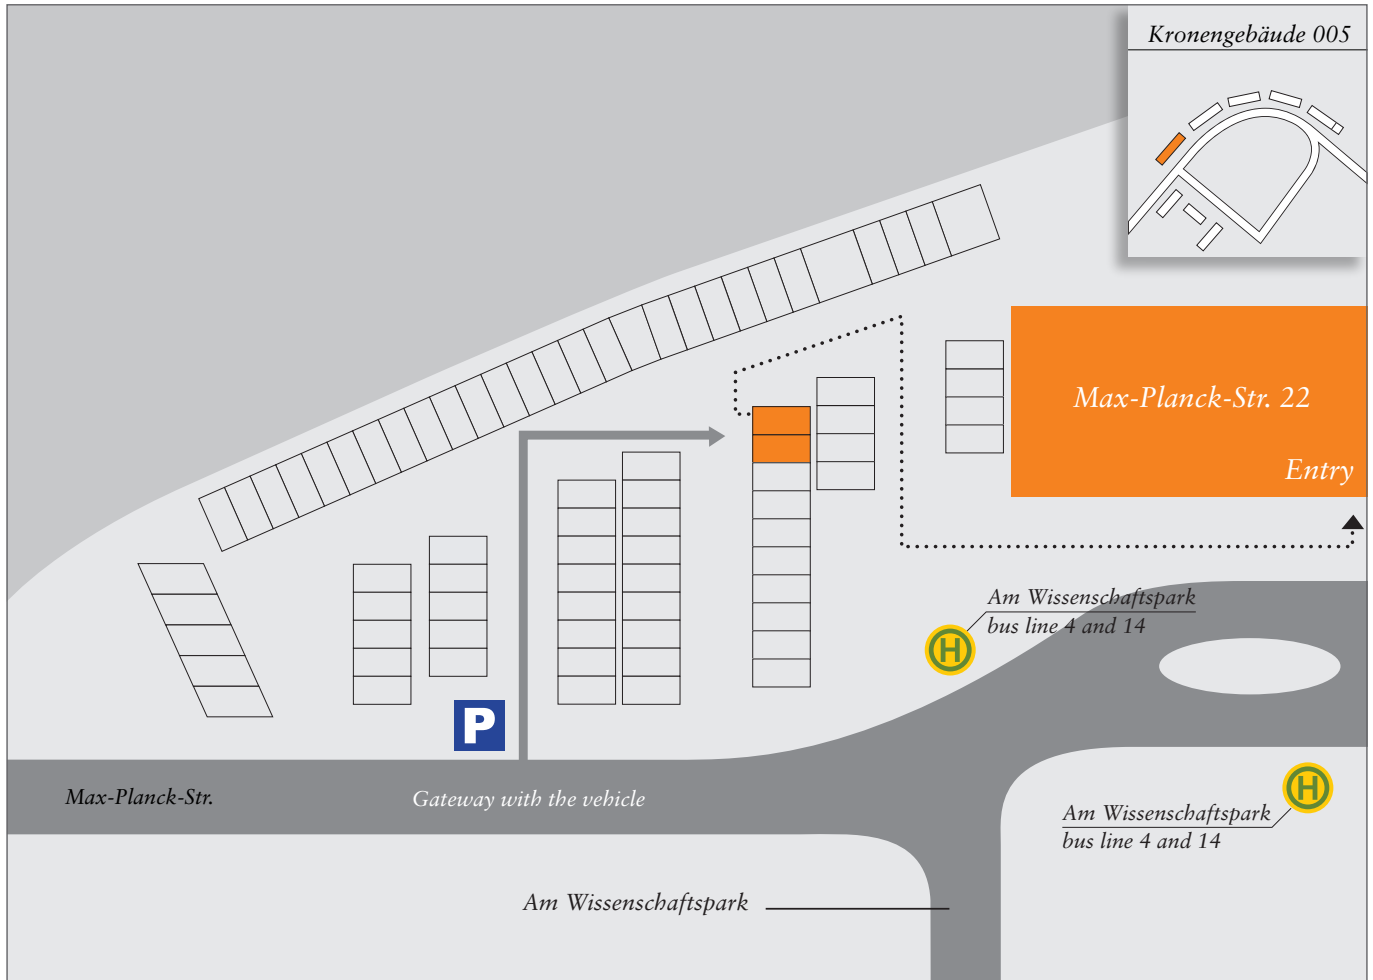 Kronengebäude 005
Max-Planck-Str. 22
Entry
Am Wissenschaftspark
bus line 4 and 14
H
P
Max-Planck-Str.
Gateway with the vehicle
H
Am Wissenschaftspark
bus line 4 and 14
Am Wissenschaftspark